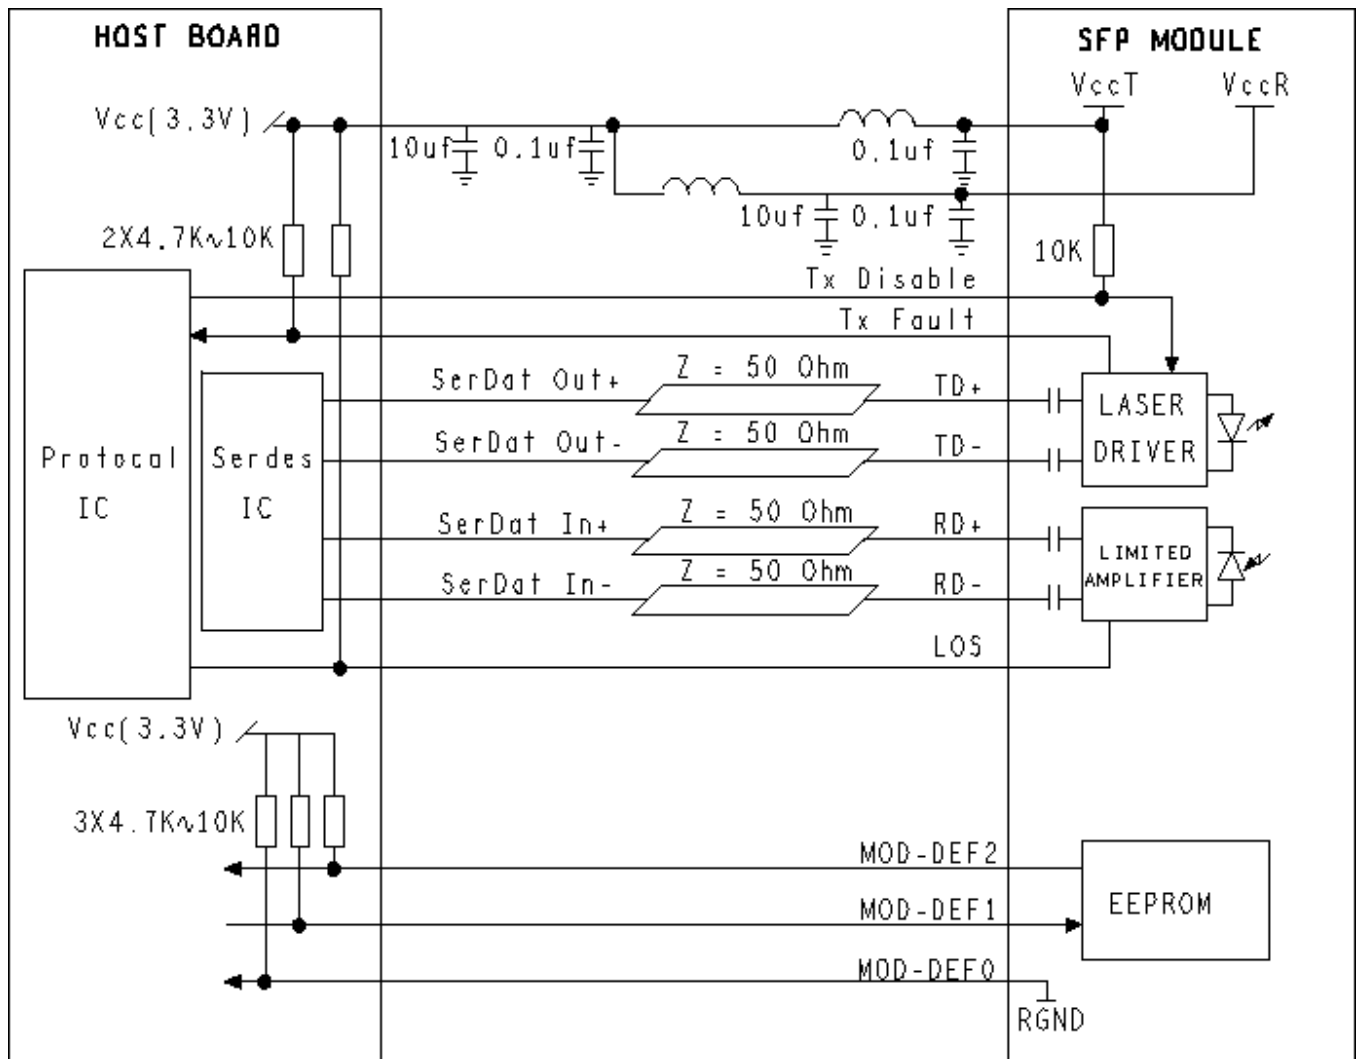 HOST BOARD
SFP MODULE
VccT
VccR
Vcc(3.3V)
10uf
0.1uf
0.1uf
10uf
0.1uf
2X4.7K~10K
10K
Tx Disable
Tx Fault
SerDat Out+
Z = 50 Ohm
TD+
LASER
DRIVER
SerDat Out-
Z = 50 Ohm
TD-
Protocal
IC
Serdes
IC
SerDat In+
Z = 50 Ohm
RD+
LIMITED
AMPLIFIER
SerDat In-
Z = 50 Ohm
RD-
LOS
Vcc(3.3V)
3X4.7K~10K
MOD-DEF2
MOD-DEF1
EEPROM
MOD-DEF0
RGND